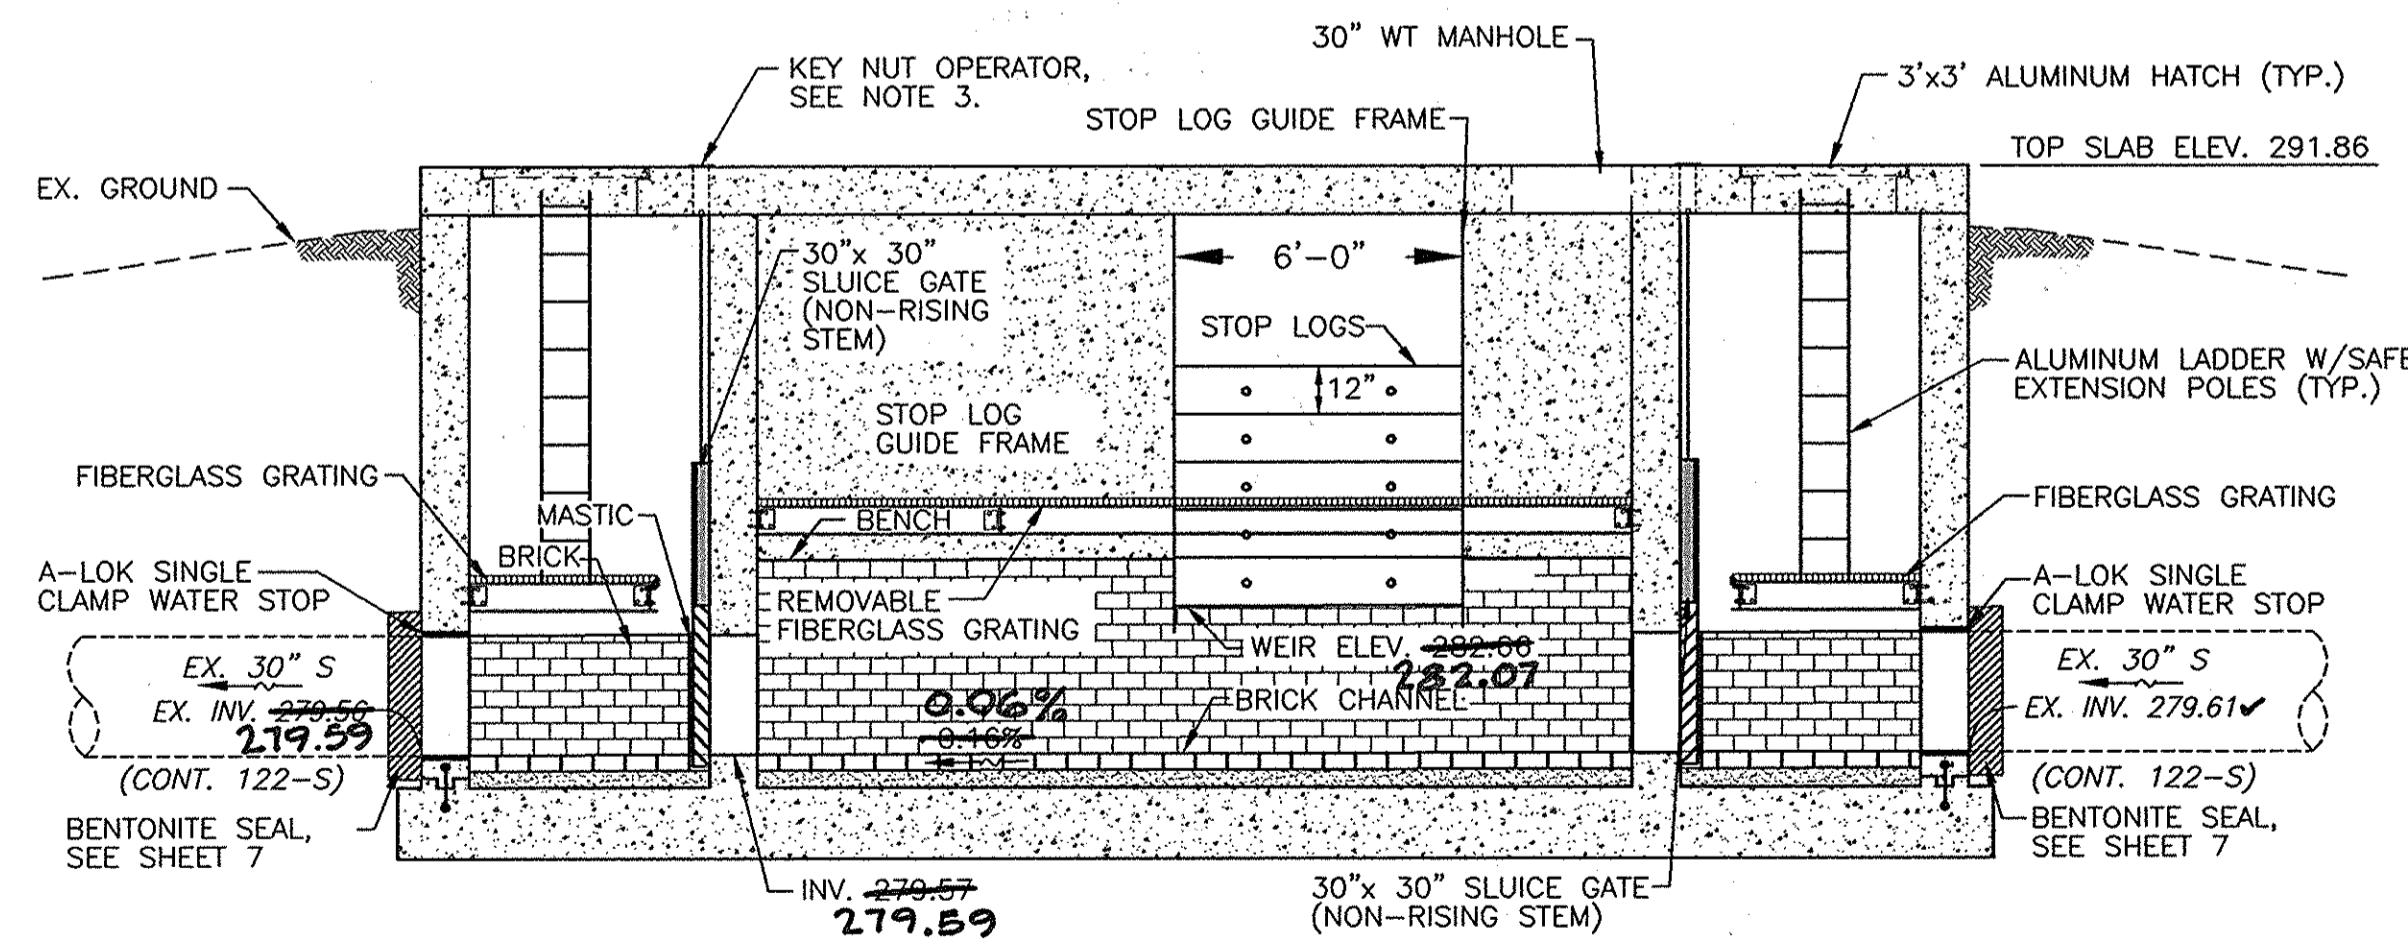 30" WT MANHOLE
KEY NUT OPERATOR,
SEE NOTE 3.
3'x3' ALUMINUM HATCH (TYP.)
STOP LOG GUIDE FRAME
TOP SLAB ELEV. 291.86
EX. GROUND
30"x 30"
SLUICE GATE
(NON-RISING
STEM)
6'-0"
STOP LOGS
12"
ALUMINUM LADDER W/SAFE
EXTENSION POLES (TYP.)
STOP LOG
GUIDE FRAME
FIBERGLASS GRATING
MASTIC
BENCH
FIBERGLASS GRATING
BRICK
A-LOK SINGLE
CLAMP WATER STOP
REMOVABLE
FIBERGLASS GRATING
A-LOK SINGLE
CLAMP WATER STOP
WEIR ELEV. 282.06
282.07
EX. 30" S
EX. INV. 279.56
279.59
(CONT. 122-S)
0.06%
0.16%
BRICK CHANNEL
EX. 30" S
EX. INV. 279.61✓
(CONT. 122-S)
BENTONITE SEAL,
SEE SHEET 7
BENTONITE SEAL,
SEE SHEET 7
INV. 279.57
279.59
30"x 30" SLUICE GATE
(NON-RISING STEM)